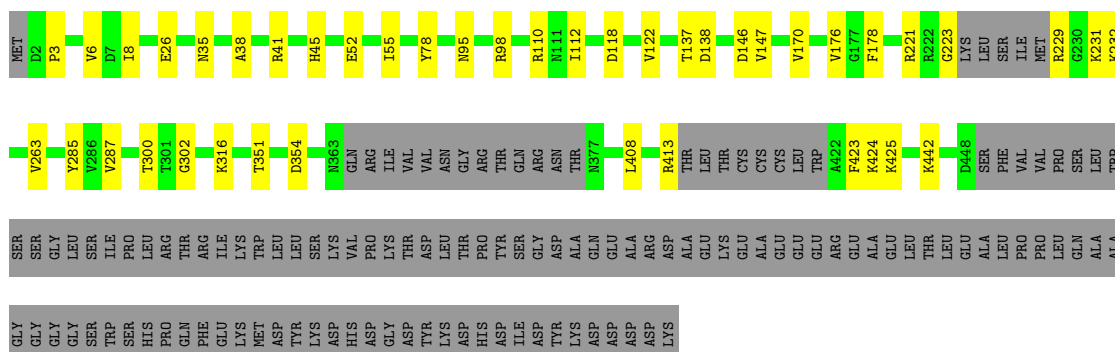 MET D2 P3 V6 D7 I8 E26 N35 A38 R41 H45 E52 I55 Y78 N95 R98 R110 N111 I112 D118 V122 T137 D138 D146 V147 V170 V176 G177 F178 R221 R222 G223 LYS LEU SER ILE MET R229 G230 K231 K232
V263 Y285 V286 V287 T300 T301 G302 K316 T351 D354 N363 GLN ARG ILE VAL VAL ASN GLY ARG THR GLN ARG ASN THR N377 L408 R413 THR LEU THR CYS CYS CYS LEU TRP A422 F423 K424 K425 K442 D448 SER PHE VAL VAL PRO SER LEU TRP
SER SER GLY LEU SER ILE PRO LEU ARG THR ARG ILE LYS TRP LEU LEU SER LYS VAL PRO LYS THR ASP LEU THR PRO TYR SER GLY ASP ALA GLN GLU ALA ARG ASP ALA GLU LYS GLU ALA GLU GLU GLU ARG GLU ALA GLU LEU THR LEU GLU ALA LEU PRO PRO LEU GLN ALA ALA
GLY GLY GLY GLY SER TRP SER HIS PRO GLN PHE GLU LYS MET ASP TYR LYS ASP HIS ASP GLY ASP TYR LYS ASP HIS ASP ILE ASP TYR LYS ASP ASP ASP ASP LYS